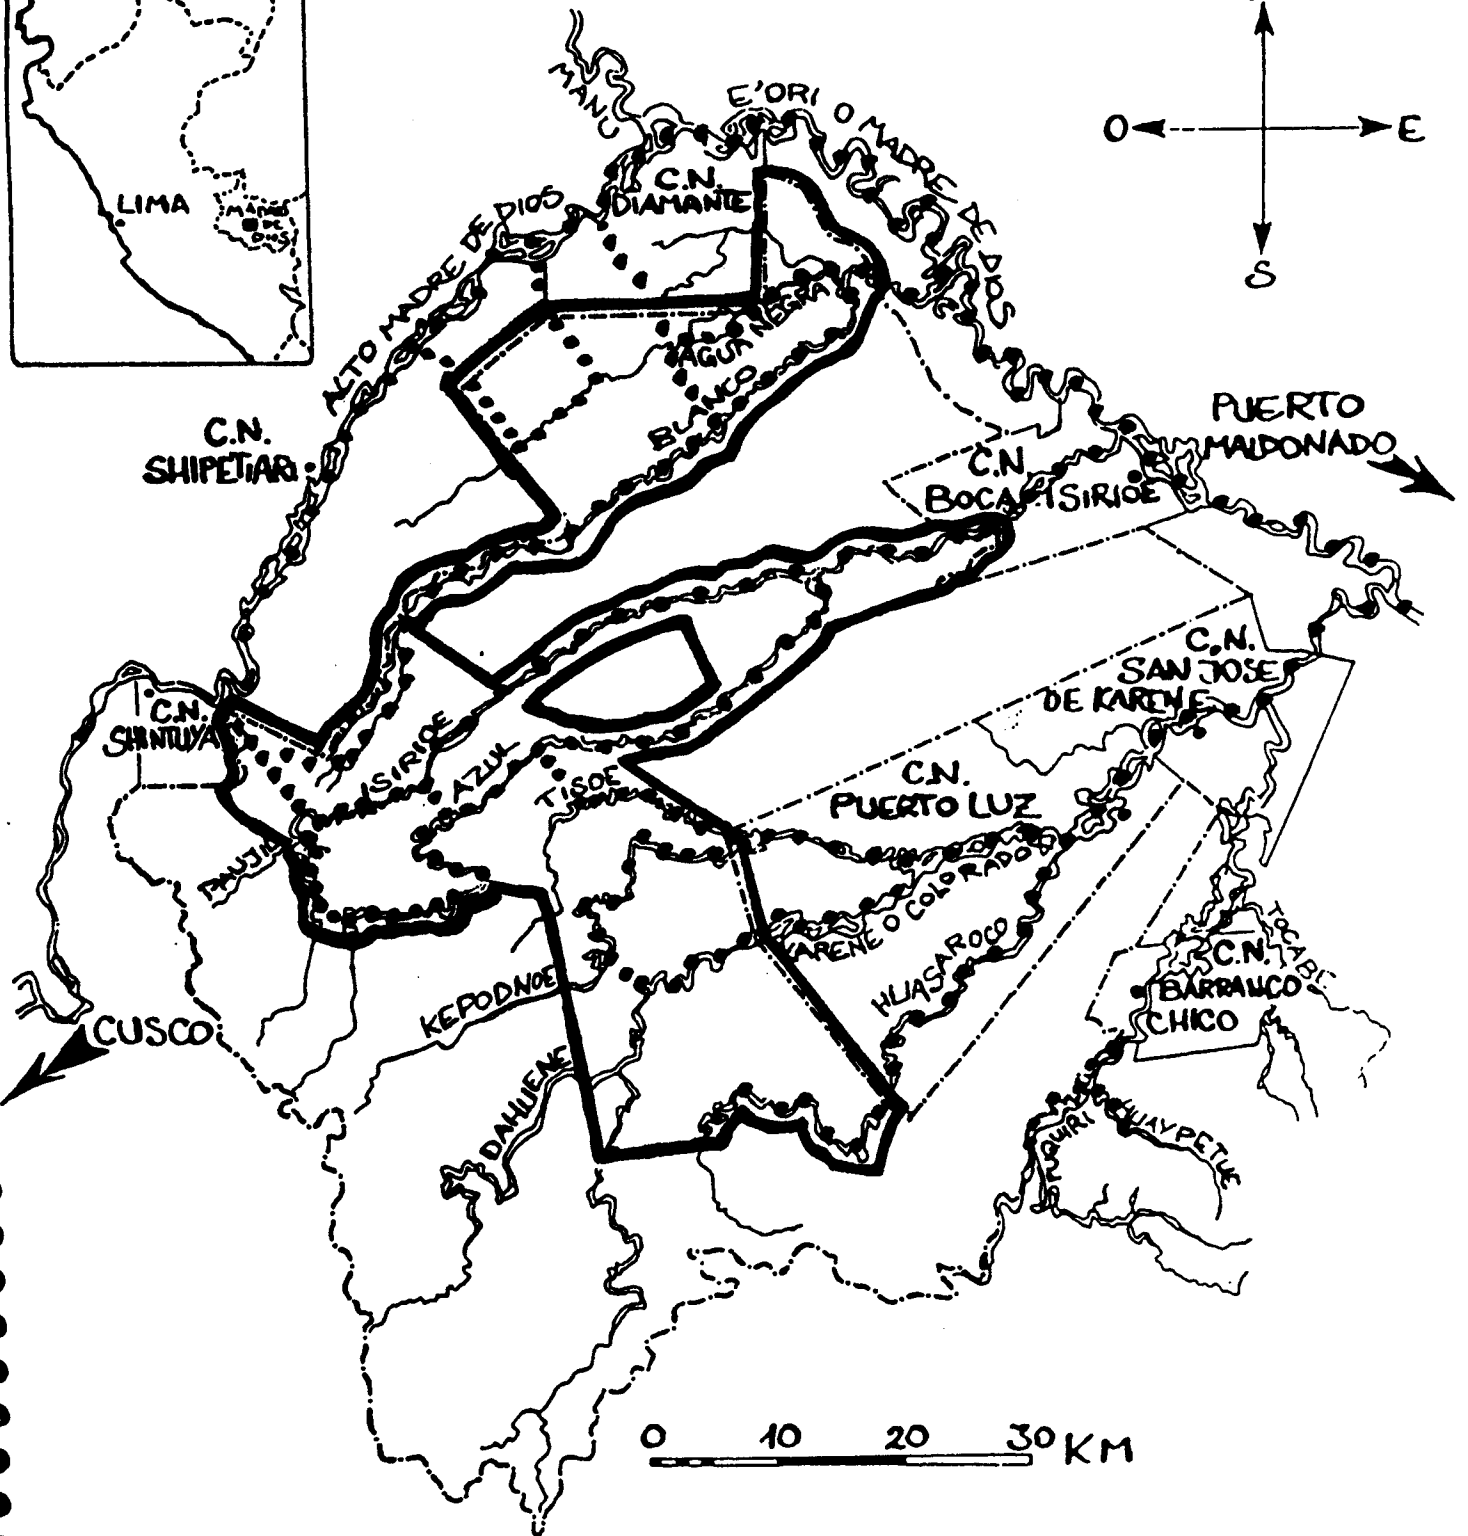 LIMA
MADRE
DE
DIOS
MANU
E'ORI O MADRE DE DIOS
O
E
S
C.N.
DIAMANTE
ALTO MADRE DE DIOS
AGUA NEGRA
BLANCO
C.N.
SHIPETIARI
PUERTO
MALDONADO
C.N.
BOCA ISIRIOE
C.N.
SHINTUYA
ISIRIOE
AZUL
TISOE
C.N.
SAN JOSE
DE KARENE
C.N.
PUERTO LUZ
PAUJIL
KARENE O COLORADO
HUASAROCO
KEPODNOE
DAHUENE
CUSCO
C.N.
BARRANCO
CHICO
TOCABE
PUQUIRI
HUAYPETUE
0 10 20 30 KM